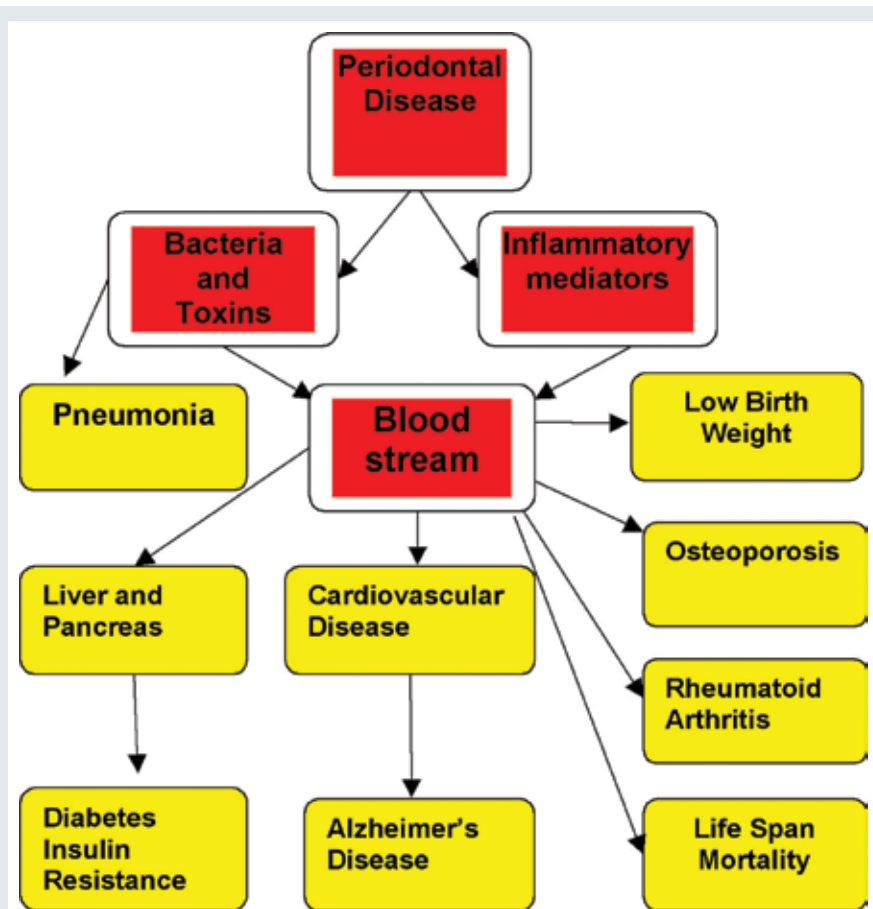 Periodontal
Disease
Bacteria
and
Toxins
Inflammatory
mediators
Pneumonia
Blood
stream
Low Birth
Weight
Osteoporosis
Liver and
Pancreas
Cardiovascular
Disease
Rheumatoid
Arthritis
Diabetes
Insulin
Resistance
Alzheimer's
Disease
Life Span
Mortality